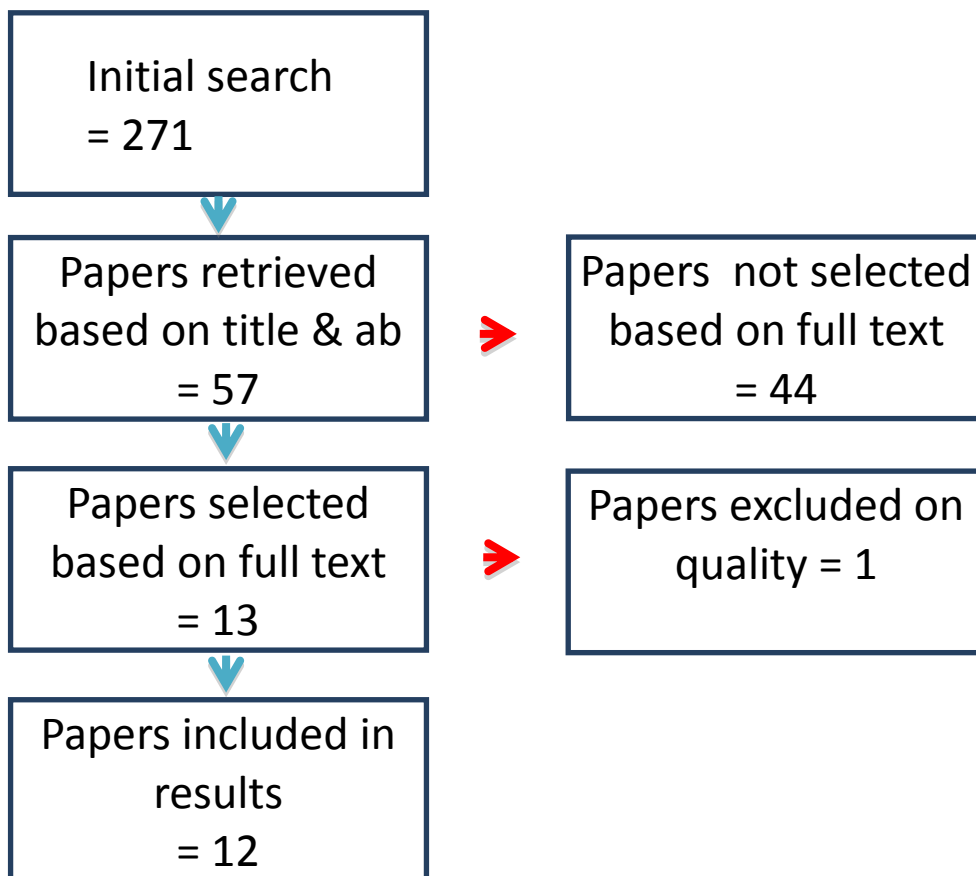 Initial search
= 271
Papers retrieved
based on title & ab
= 57
Papers not selected
based on full text
= 44
Papers selected
based on full text
= 13
Papers excluded on
quality = 1
Papers included in
results
= 12